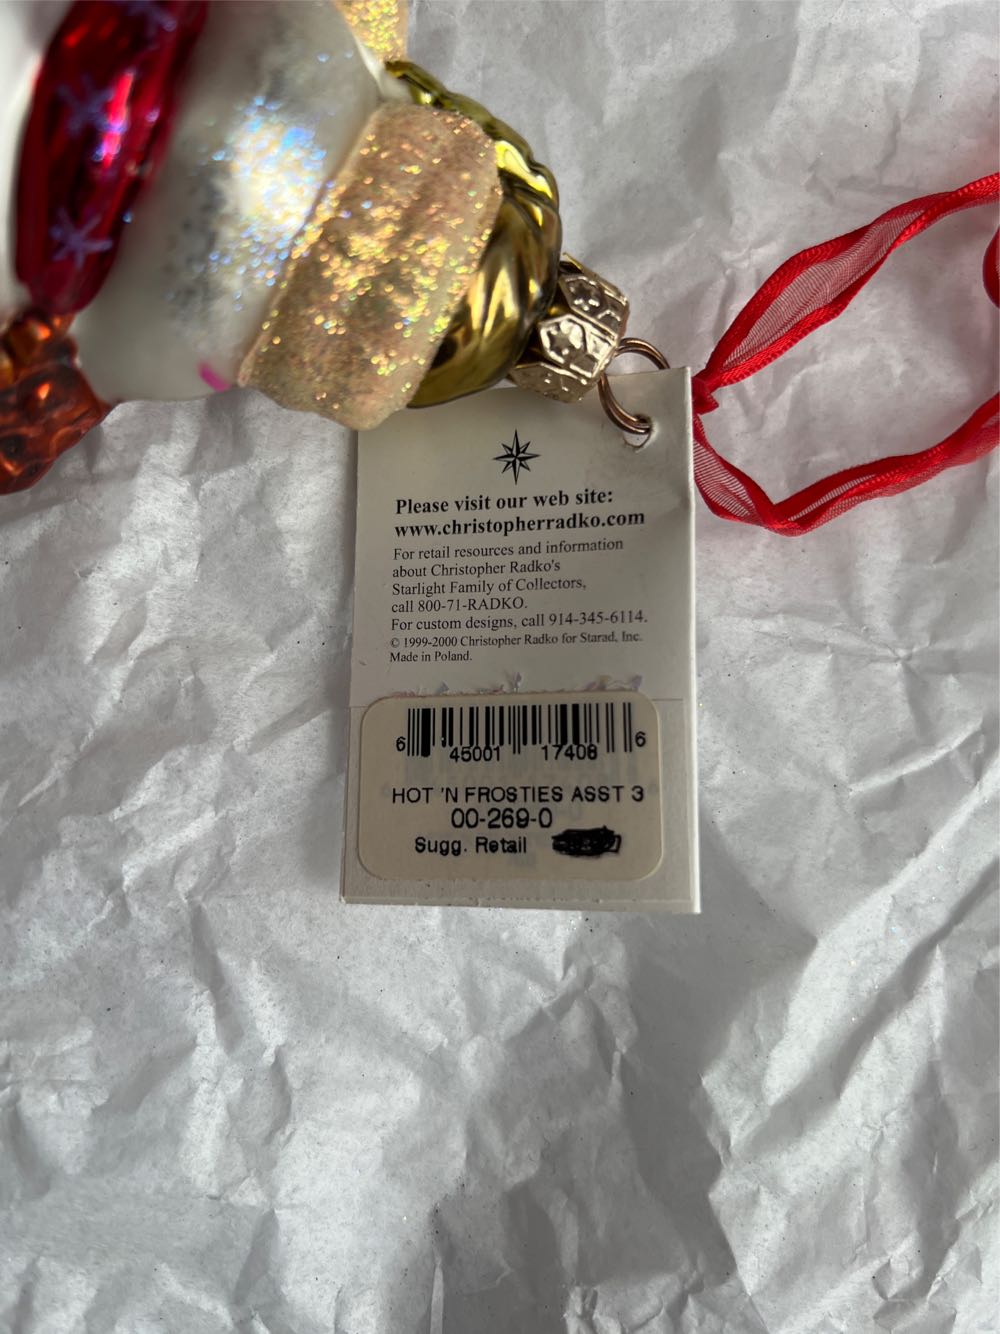 Please visit our web site:
www.christopherradko.com
For retail resources and information
about Christopher Radko's
Starlight Family of Collectors,
call 800-71-RADKO.
For custom designs, call 914-345-6114.
© 1999-2000 Christopher Radko for Starad, Inc.
Made in Poland.
6 45001 17408 6
HOT 'N FROSTIES ASST 3
00-269-0
Sugg. Retail